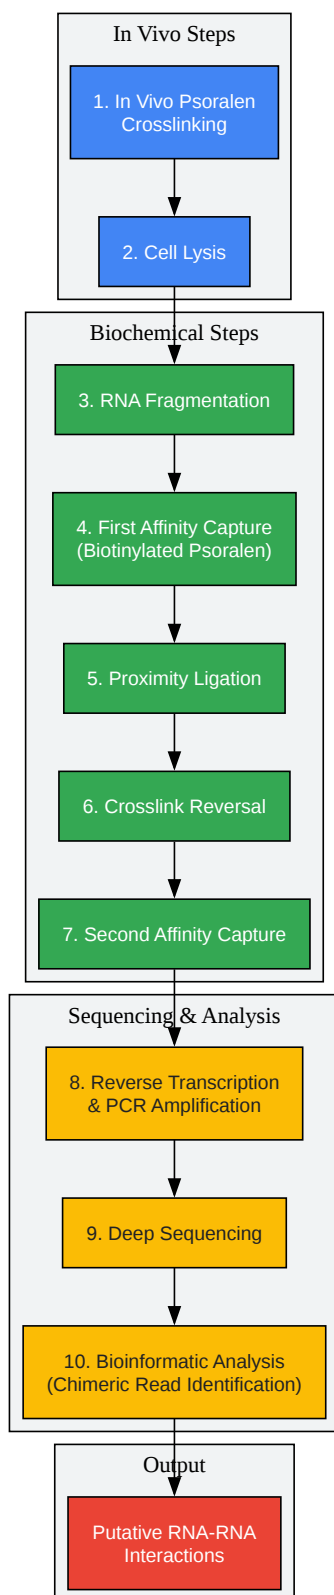 In Vivo Steps
1. In Vivo Psoralen
Crosslinking
2. Cell Lysis
Biochemical Steps
3. RNA Fragmentation
4. First Affinity Capture
(Biotinylated Psoralen)
5. Proximity Ligation
6. Crosslink Reversal
7. Second Affinity Capture
Sequencing & Analysis
8. Reverse Transcription
& PCR Amplification
9. Deep Sequencing
10. Bioinformatic Analysis
(Chimeric Read Identification)
Output
Putative RNA-RNA
Interactions